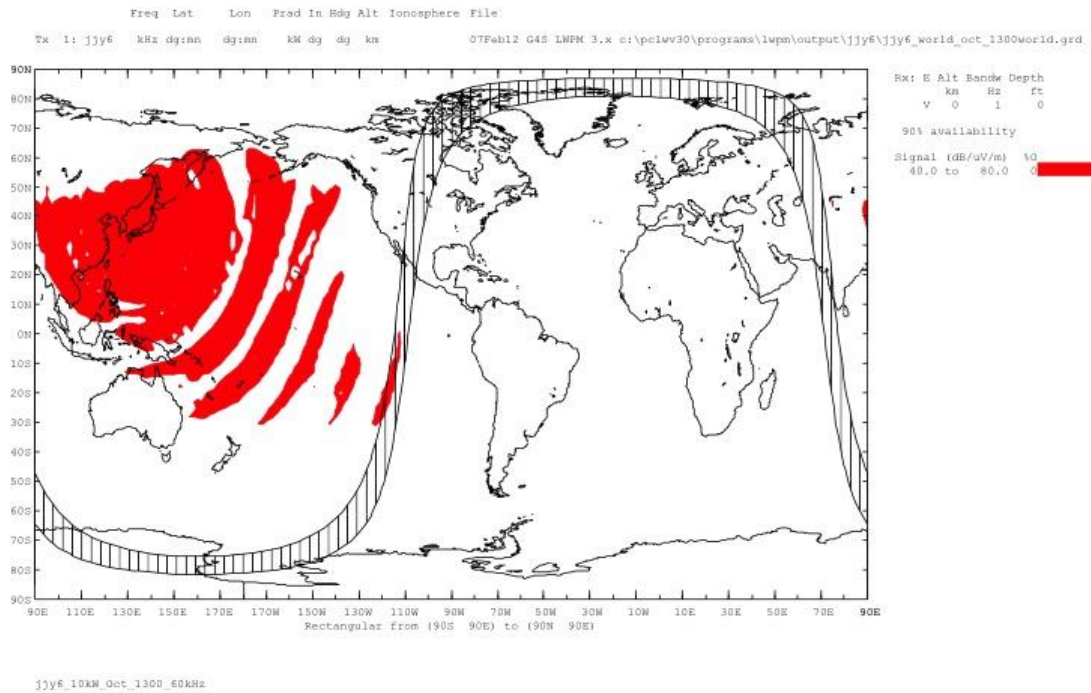 Freq Lat Lon Prad In Hdg Alt Ionosphere File
Tx 1: jjy6 kHz dg:mn dg:mn kW dg dg km 07Feb12 G4S LWPM 3.x c:\pclwv30\programs\lwpm\output\jjy6\jjy6_world_oct_1300world.grd
Rx: E Alt Bandw Depth
km Hz ft
V 0 1 0
90% availability
Signal (dB/uV/m) %O
40.0 to 80.0 0
90N
80N
70N
60N
50N
40N
30N
20N
10N
0N
10S
20S
30S
40S
50S
60S
70S
80S
90S
90E 110E 130E 150E 170E 170W 150W 130W 110W 90W 70W 50W 30W 10W 10E 30E 50E 70E 90E
Rectangular from (90S 90E) to (90N 90E)
jjy6_10kW_Oct_1300_60kHz